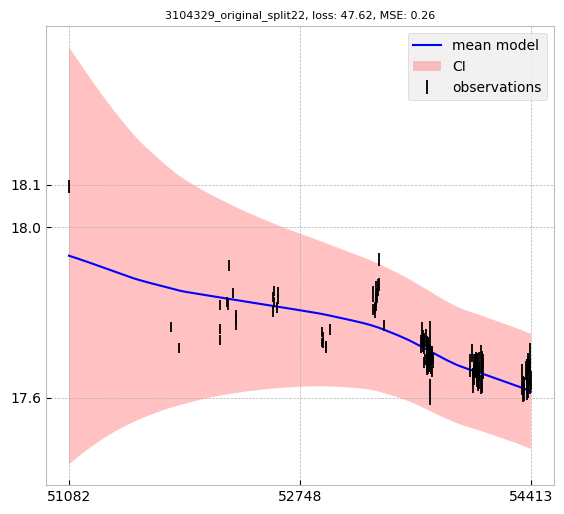 3104329_original_split22, loss: 47.62, MSE: 0.26
mean model
CI
observations
18.1
18.0
17.6
51082
52748
54413